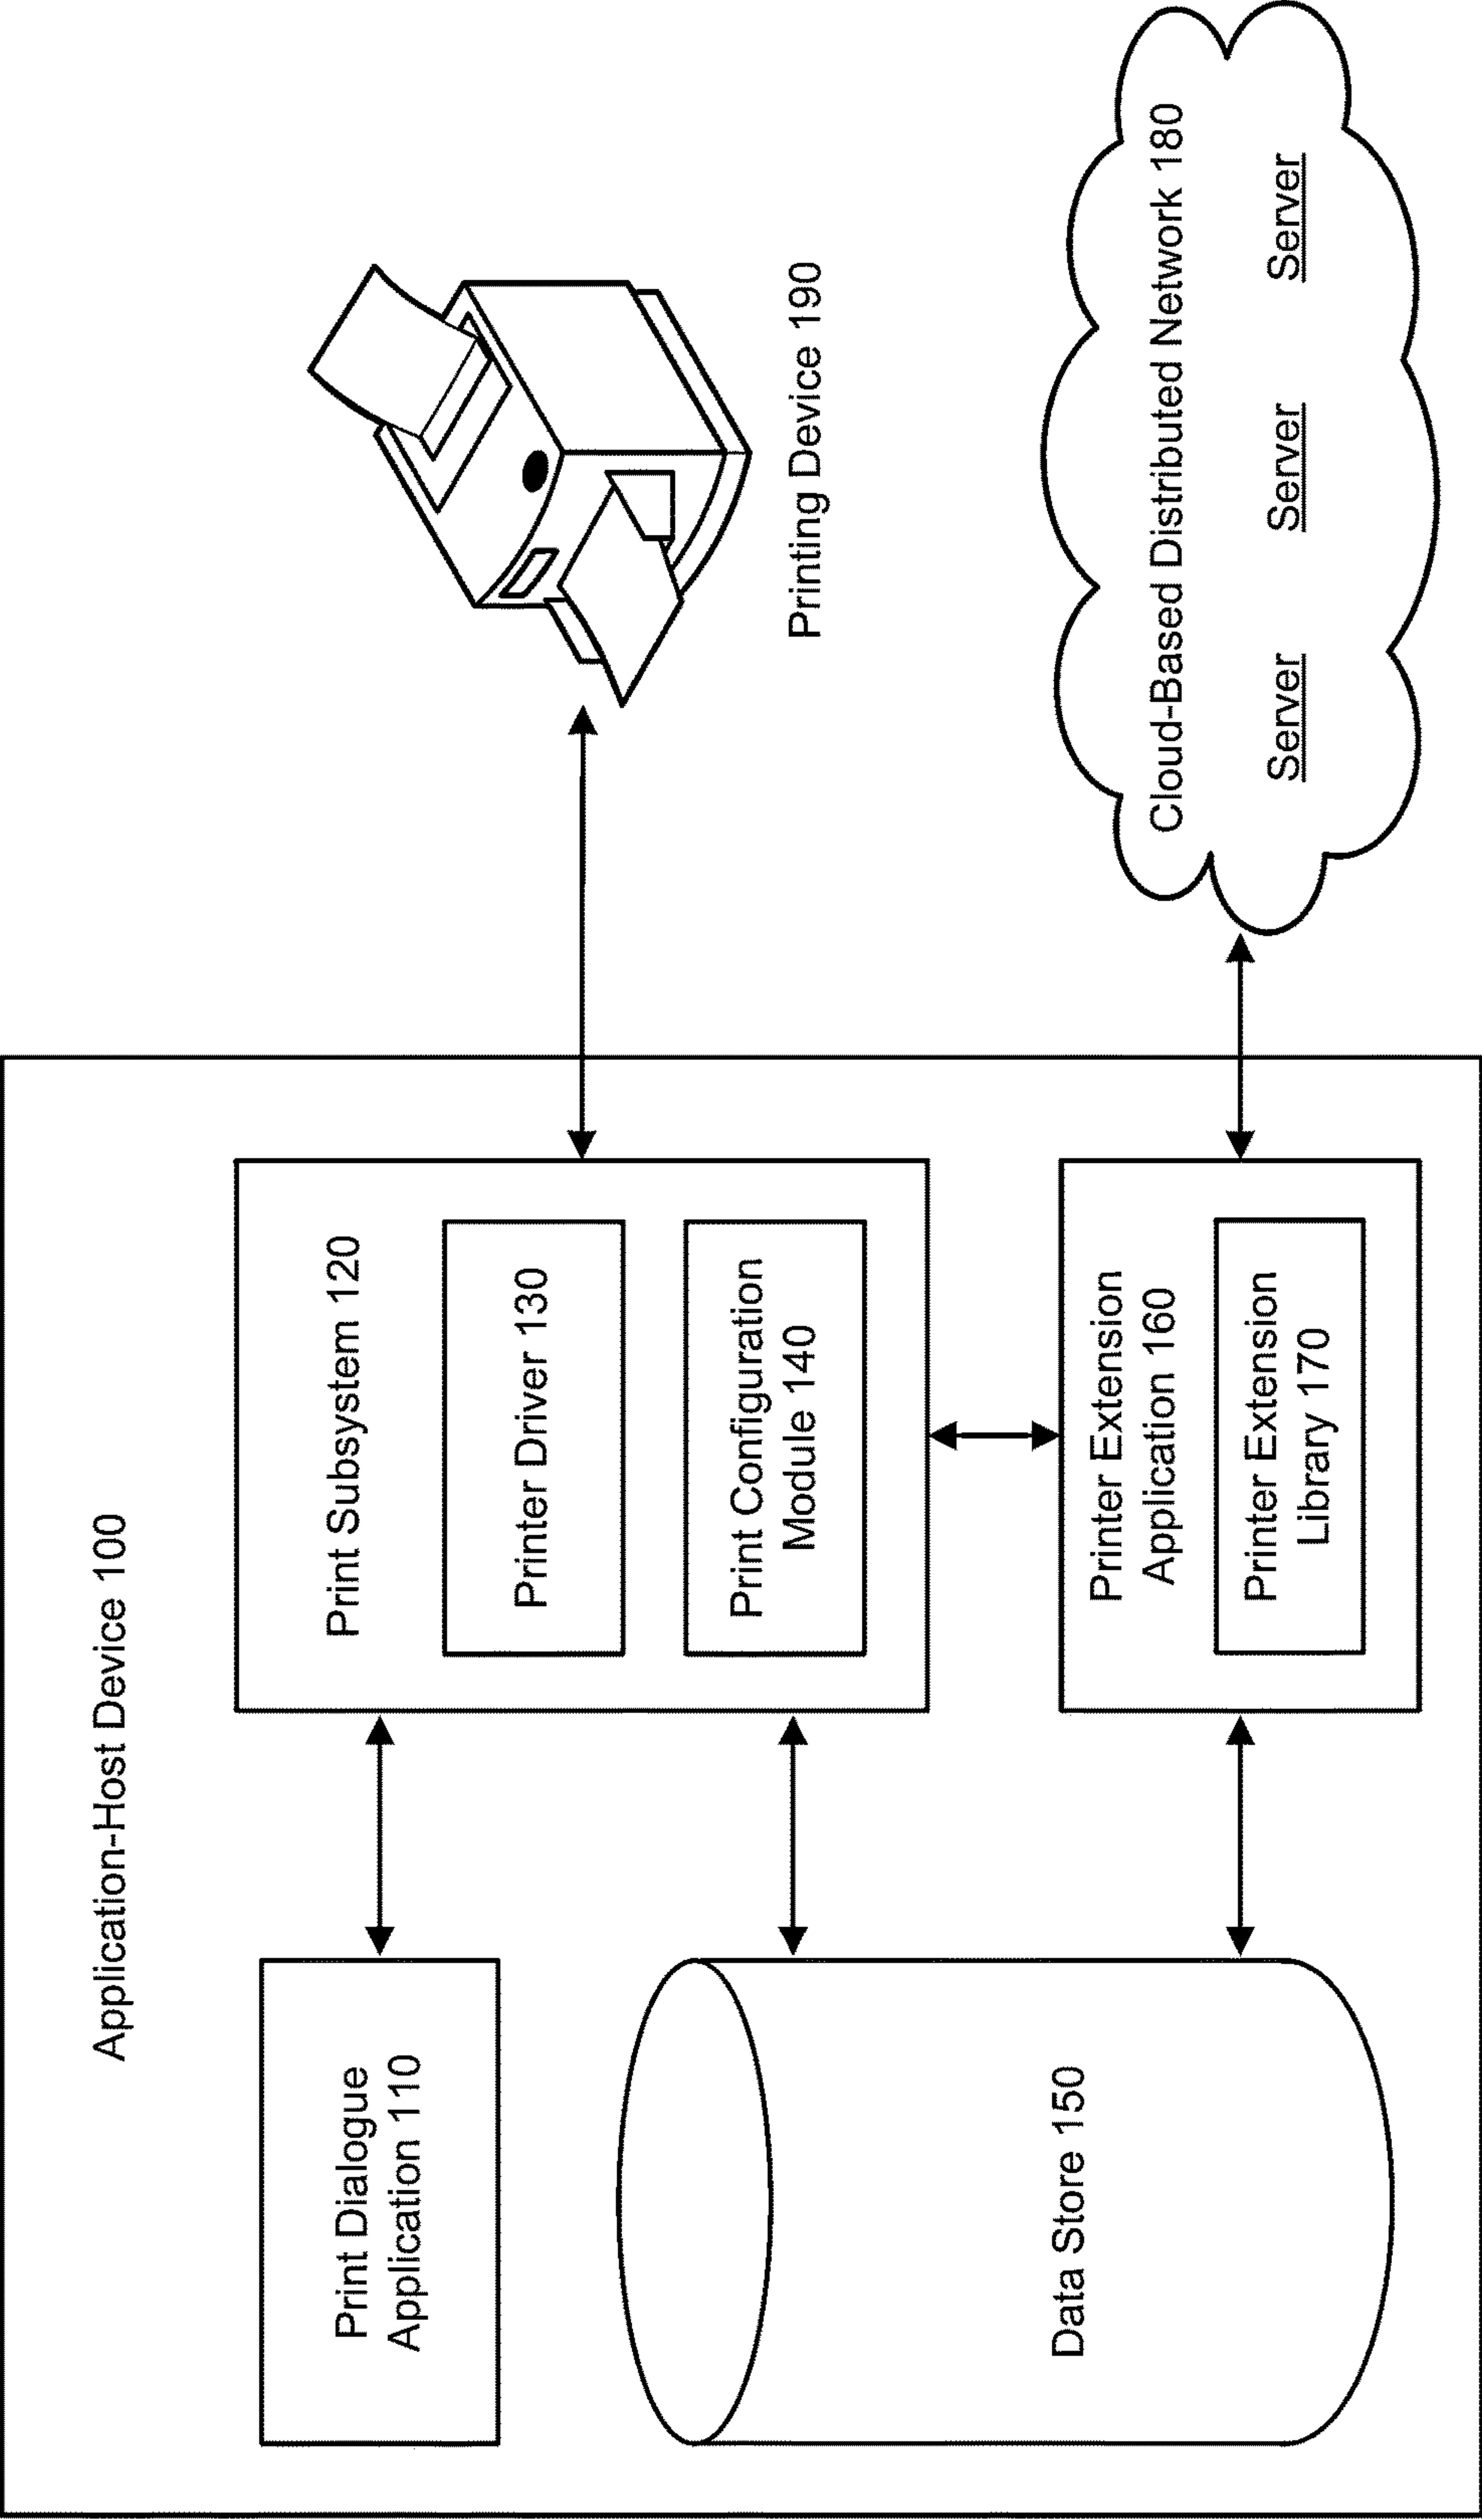 Application-Host Device 100
Print Dialogue
Application 110
Print Subsystem 120
Printer Driver 130
Print Configuration
Module 140
Data Store 150
Printer Extension
Application 160
Printer Extension
Library 170
Printing Device 190
Cloud-Based Distributed Network 180
Server
Server
Server